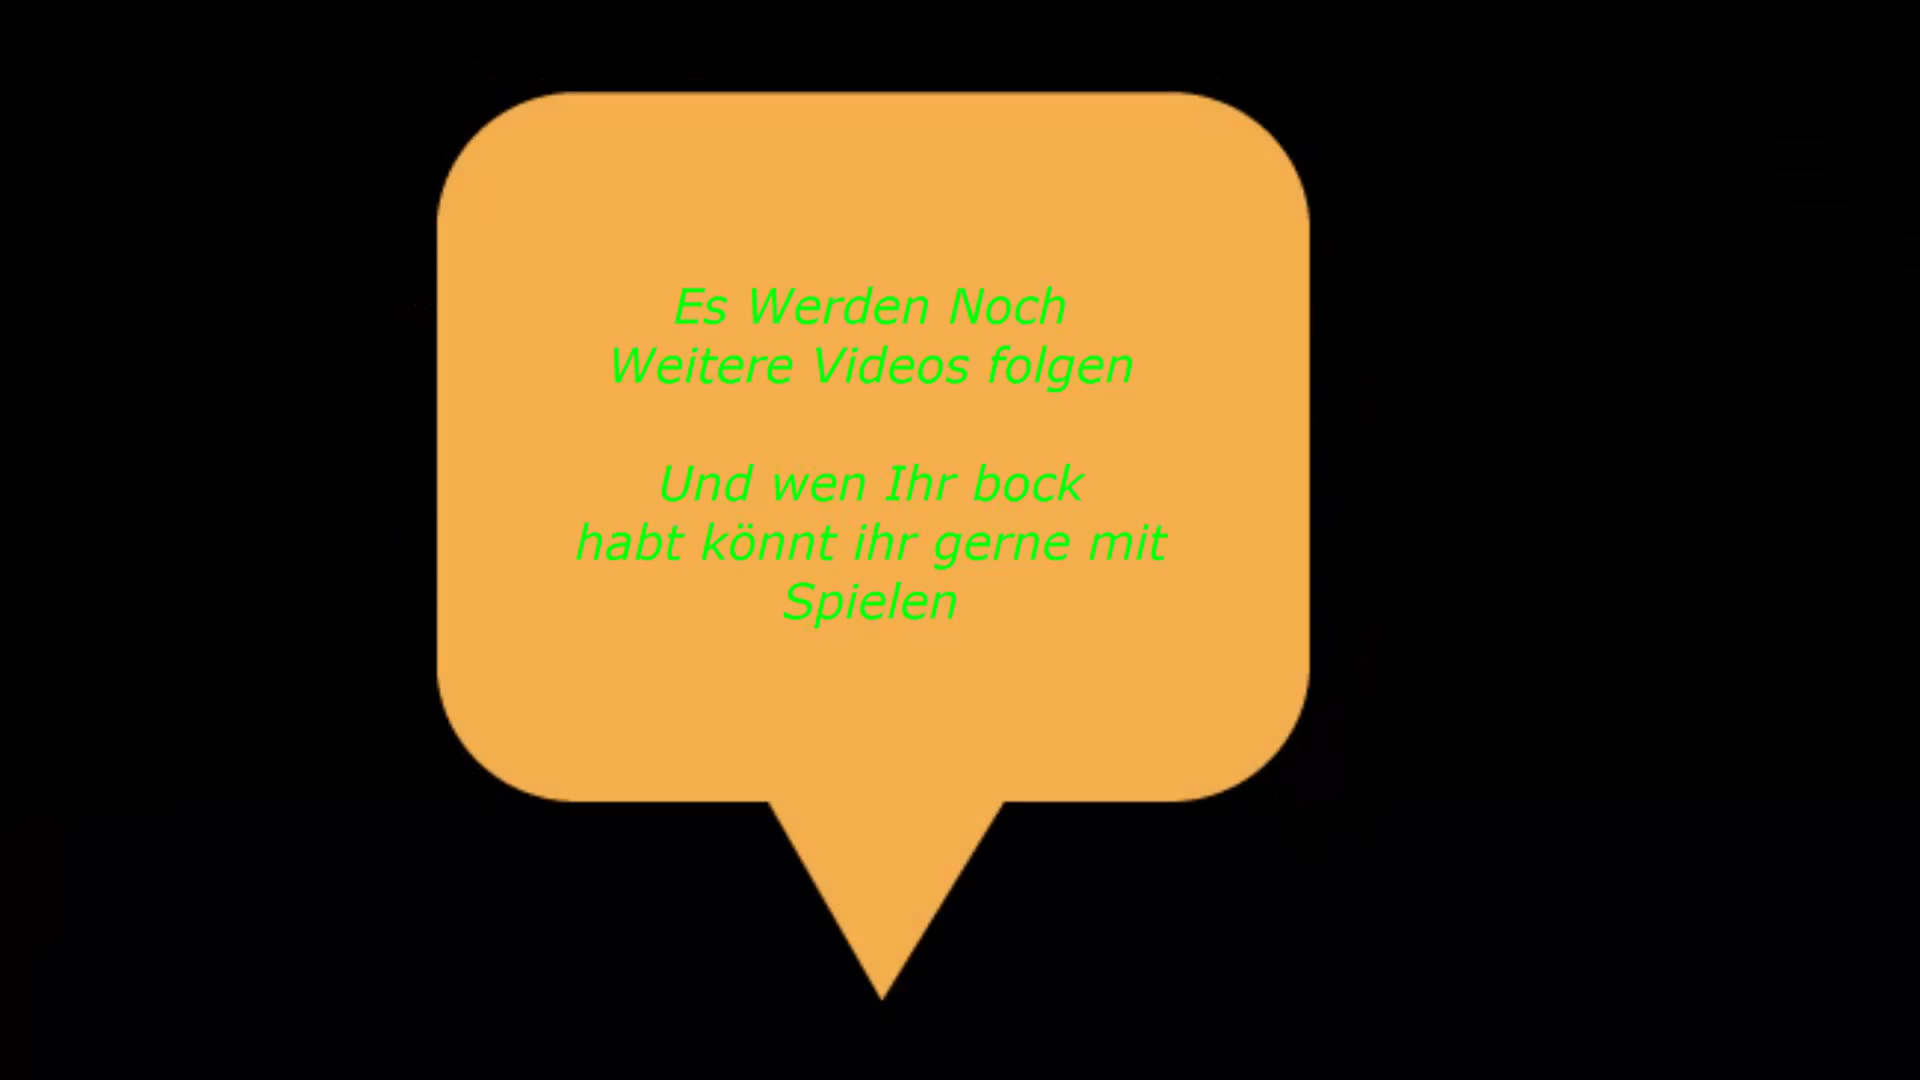 Es Werden Noch
Weitere Videos folgen
Und wen Ihr bock
habt könnt ihr gerne mit
Spielen